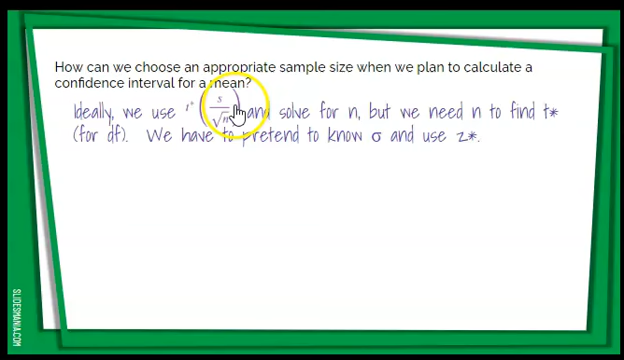 How can we choose an appropriate sample size when we plan to calculate a
confidence interval for a mean?
Ideally, we use t* (s/√n) and solve for n, but we need n to find t*
(for df). We have to pretend to know σ and use z*.
SLIDESMANIA.COM